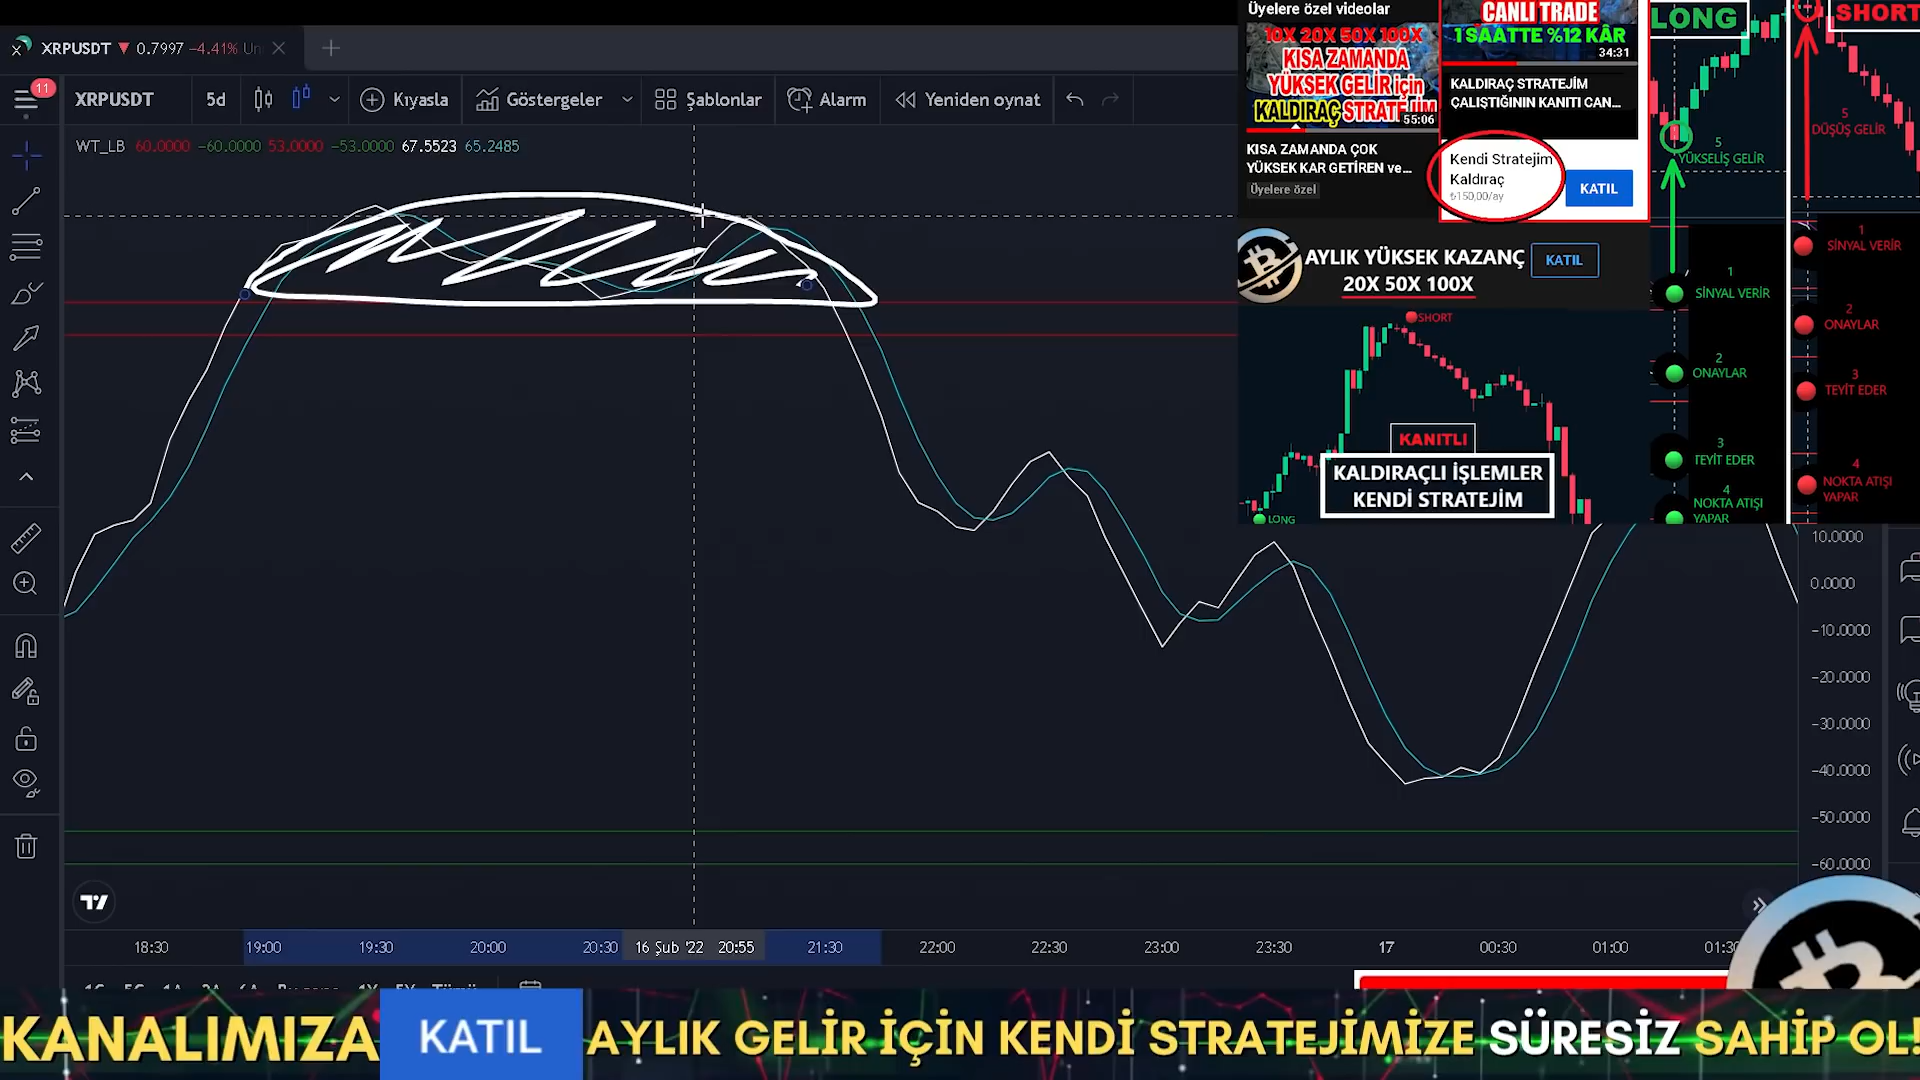 XRPUSDT ▼ 0.7997 −4.41%
11
XRPUSDT
5d
Kıyasla
Göstergeler
Şablonlar
Alarm
Yeniden oynat
WT_LB 60.0000 −60.0000 53.0000 −53.0000 67.5523 65.2485
Üyelere özel videolar
10X 20X 50X 100X
KISA ZAMANDA
YÜKSEK GELİR için
KALDIRAÇ STRATEJİM
55:06
KISA ZAMANDA ÇOK
YÜKSEK KAR GETİREN ve...
Üyelere özel
CANLI TRADE
1 SAATTE %12 KÂR
34:31
KALDIRAÇ STRATEJİM
ÇALIŞTIĞININ KANITI CAN...
Kendi Stratejim
Kaldıraç
₺150,00/ay
KATIL
AYLIK YÜKSEK KAZANÇ
20X 50X 100X
KATIL
SHORT
KANITLI
KALDIRAÇLI İŞLEMLER
KENDİ STRATEJİM
LONG
LONG
5
YÜKSELİŞ GELİR
1
SİNYAL VERİR
2
ONAYLAR
3
TEYİT EDER
4
NOKTA ATIŞI
YAPAR
SHORT
5
DÜŞÜŞ GELİR
1
SİNYAL VERİR
2
ONAYLAR
3
TEYİT EDER
4
NOKTA ATIŞI
YAPAR
10.0000
0.0000
−10.0000
−20.0000
−30.0000
−40.0000
−50.0000
−60.0000
18:30
19:00
19:30
20:00
20:30
16 Şub '22 20:55
21:30
22:00
22:30
23:00
23:30
17
00:30
01:00
01:30
KANALIMIZA KATIL AYLIK GELİR İÇİN KENDİ STRATEJİMİZE SÜRESİZ SAHİP OL!